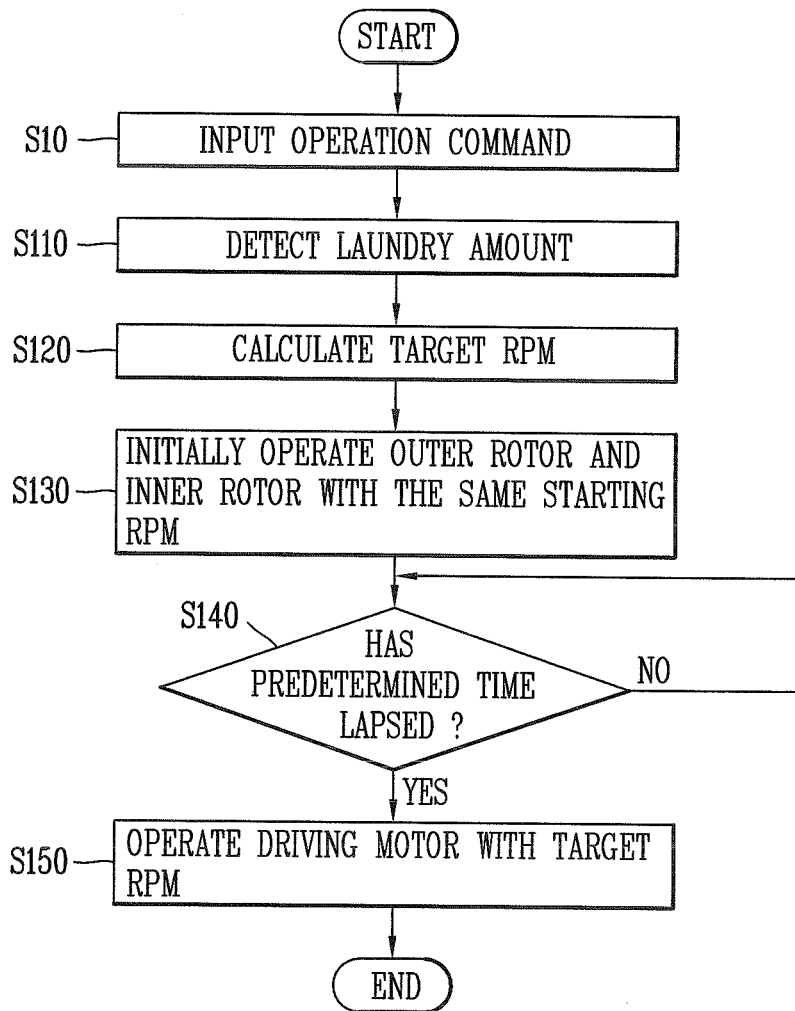 START
S10
INPUT OPERATION COMMAND
S110
DETECT LAUNDRY AMOUNT
S120
CALCULATE TARGET RPM
S130
INITIALLY OPERATE OUTER ROTOR AND
INNER ROTOR WITH THE SAME STARTING
RPM
S140
HAS
PREDETERMINED TIME
LAPSED ?
NO
YES
S150
OPERATE DRIVING MOTOR WITH TARGET
RPM
END